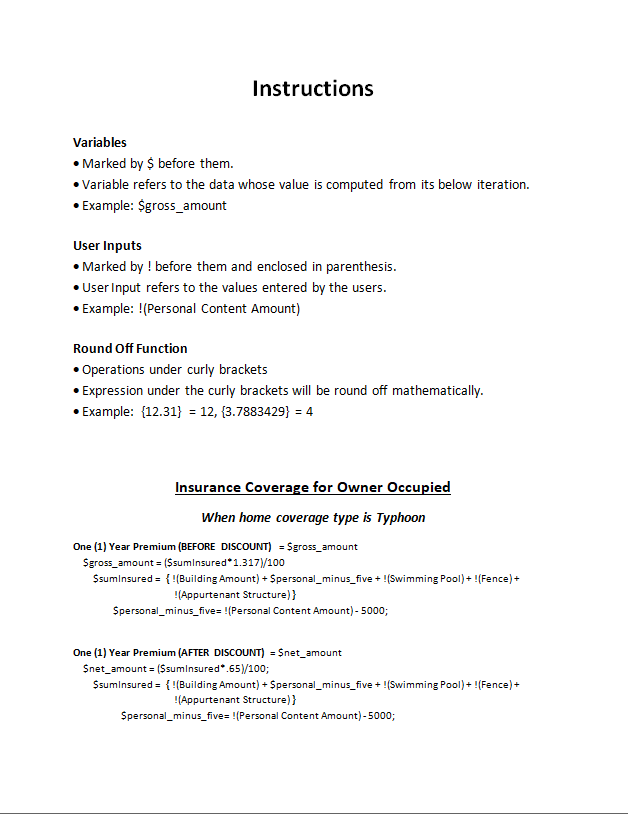 Instructions
Variables
• Marked by $ before them.
• Variable refers to the data whose value is computed from its below iteration.
• Example: $gross_amount
User Inputs
• Marked by ! before them and enclosed in parenthesis.
• User Input refers to the values entered by the users.
• Example: !(Personal Content Amount)
Round Off Function
• Operations under curly brackets
• Expression under the curly brackets will be round off mathematically.
• Example: {12.31} = 12, {3.7883429} = 4
Insurance Coverage for Owner Occupied
When home coverage type is Typhoon
One (1) Year Premium (BEFORE DISCOUNT) = $gross_amount
$gross_amount = ($sumInsured*1.317)/100
$sumInsured = { !(Building Amount) + $personal_minus_five + !(Swimming Pool) + !(Fence) +
!(Appurtenant Structure) }
$personal_minus_five= !(Personal Content Amount) - 5000;
One (1) Year Premium (AFTER DISCOUNT) = $net_amount
$net_amount = ($sumInsured*.65)/100;
$sumInsured = { !(Building Amount) + $personal_minus_five + !(Swimming Pool) + !(Fence) +
!(Appurtenant Structure) }
$personal_minus_five= !(Personal Content Amount) - 5000;